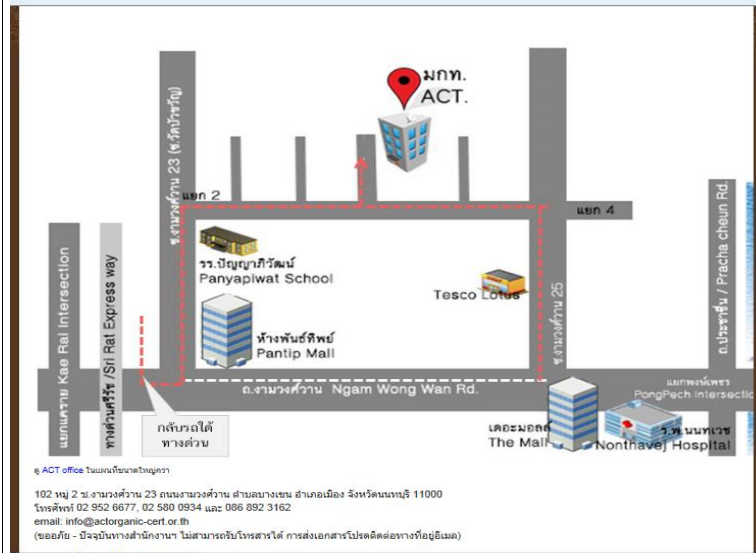 มกท.
ACT.
ซ.งามวงศ์วาน 23 (ซ.วัดบัวขวัญ)
แยก 2
แยก 4
รร.ปัญญาภิวัฒน์
Panyapiwat School
Tesco Lotus
ห้างพันธ์ทิพย์
Pantip Mall
แยกแคราย Kae Rai Intersection
ทางด่วนศรีรัช /Sri Rat Express way
ซ.งามวงศ์วาน 25
ถ.ประชาชื่น / Pracha cheun Rd.
ถ.งามวงศ์วาน Ngam Wong Wan Rd.
แยกพงษ์เพชร
PongPech Intersectic
กลับรถใต้
ทางด่วน
เดอะมอลล์
The Mall
ร.พ.นนทเวช
Nonthavej Hospital
ดู ACT office ในแผนที่ขนาดใหญ่กว่า
102 หมู่ 2 ซ.งามวงศ์วาน 23 ถนนงามวงศ์วาน ตำบลบางเขน อำเภอเมือง จังหวัดนนทบุรี 11000
โทรศัพท์ 02 952 6677, 02 580 0934 และ 086 892 3162
email: info@actorganic-cert.or.th
(ขออภัย - ปัจจุบันทางสำนักงานฯ ไม่สามารถรับโทรสารได้ การส่งเอกสารโปรดติดต่อทางที่อยู่อีเมล)